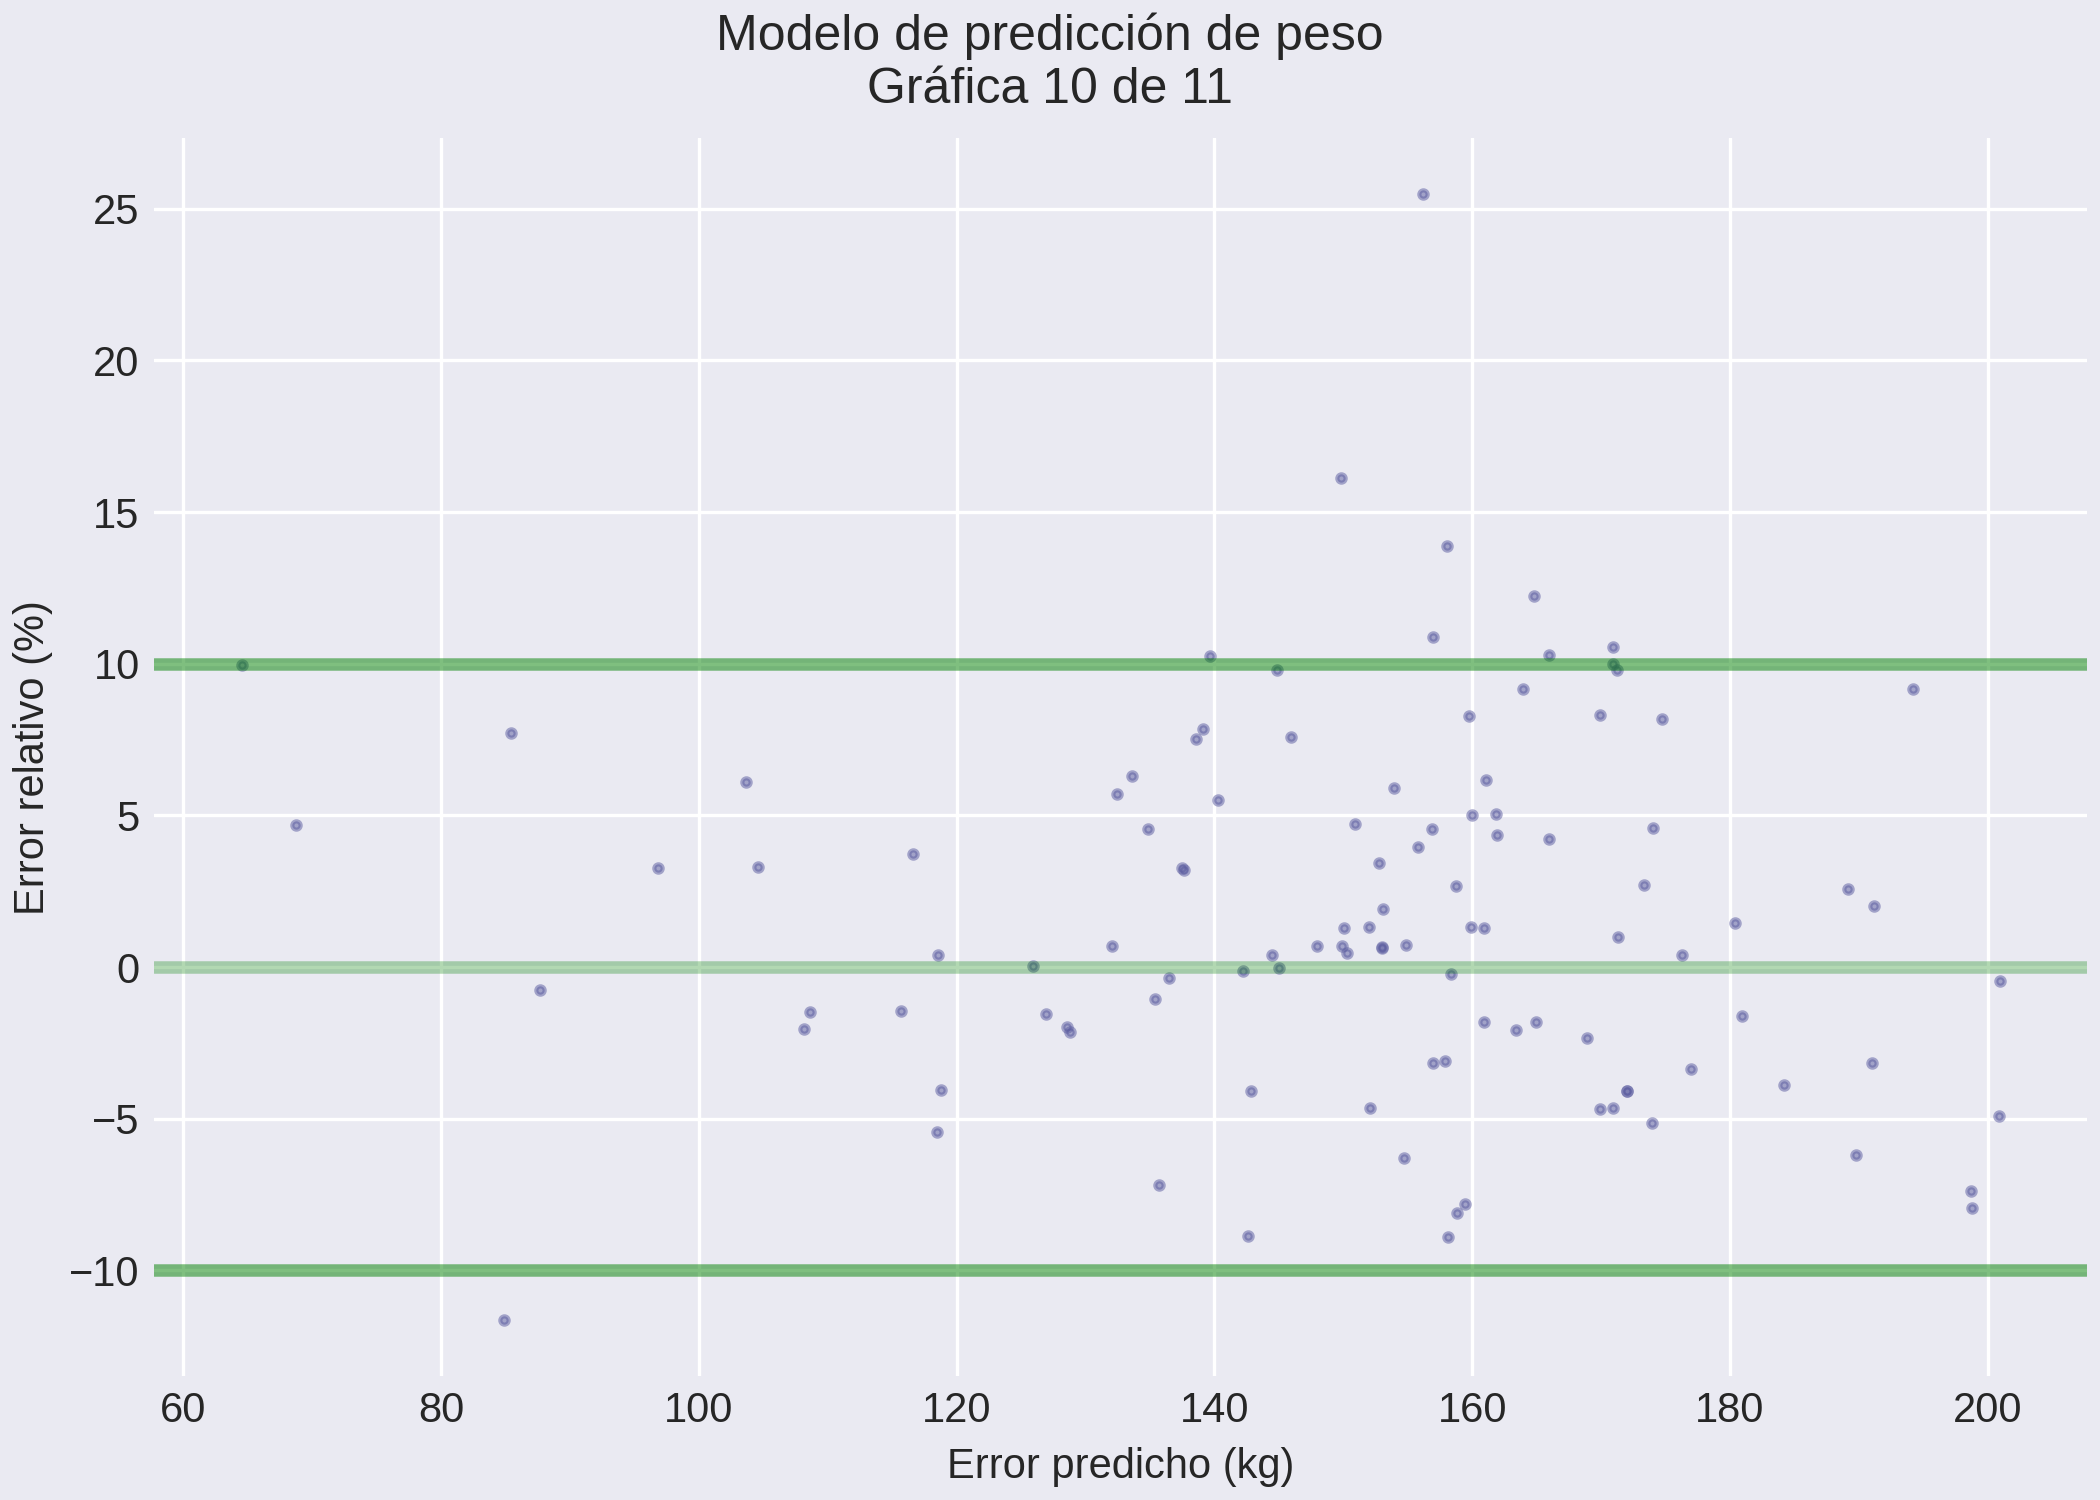 Modelo de predicción de peso
Gráfica 10 de 11
25
20
15
10
5
0
−5
−10
Error relativo (%)
60 80 100 120 140 160 180 200
Error predicho (kg)